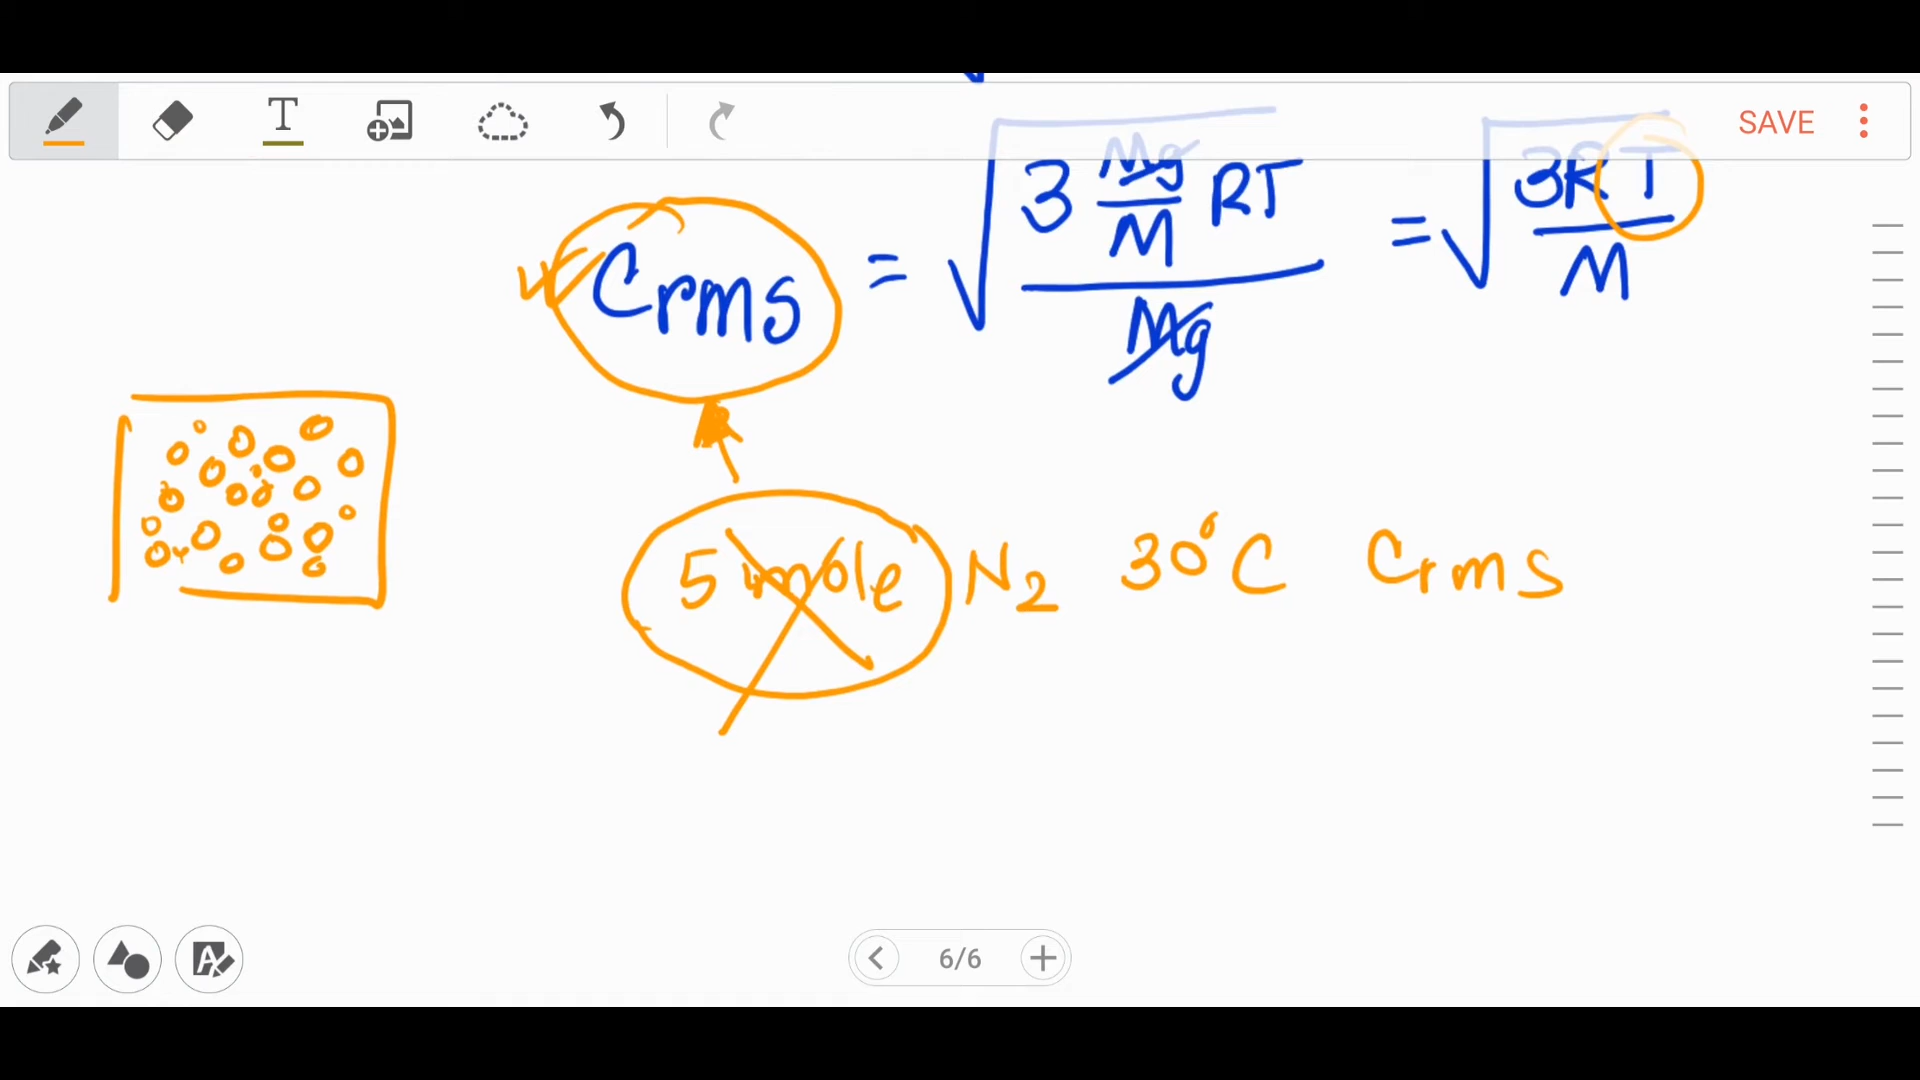 T
SAVE
Crms = √ 3 Mg/M RT / Mg = √ 3RT / M
5 mole N₂ 30°C Crms
A
6/6